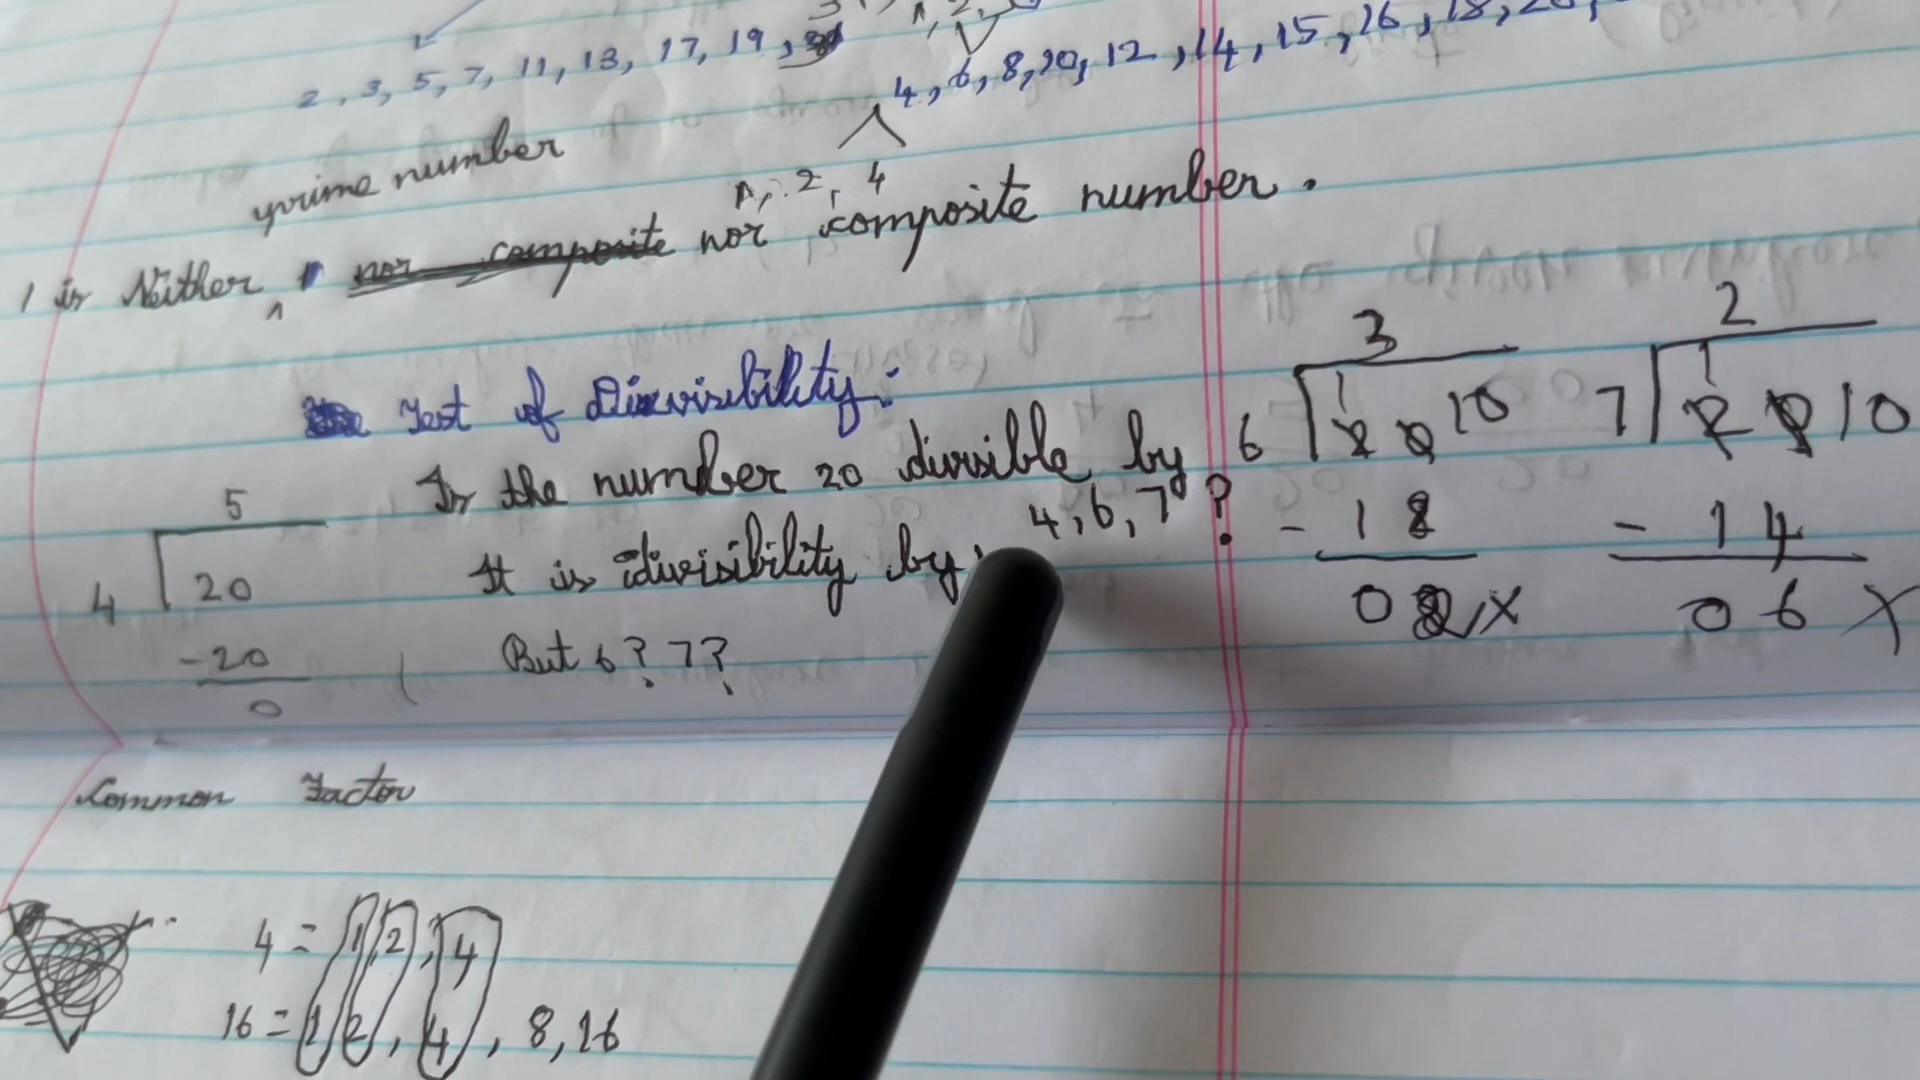 2, 3, 5, 7, 11, 13, 17, 19,
4, 6, 8, 20, 12, 14, 15, 16, 18,
prime number
1, 2, 4
1 is Neither nor composite nor composite number.
Test of Divisibility:
Is the number 20 divisible by
4, 6, 7 ?
It is divisibility by,
But 6? 7?
5
4 20
-20
0
3
6 1 2 0 10
- 18
0 2 x
2
7 1 2 0 10
- 14
0 6 x
Common Factor
4 = 1, 2, 4
16 = 1 2, 4, 8, 16